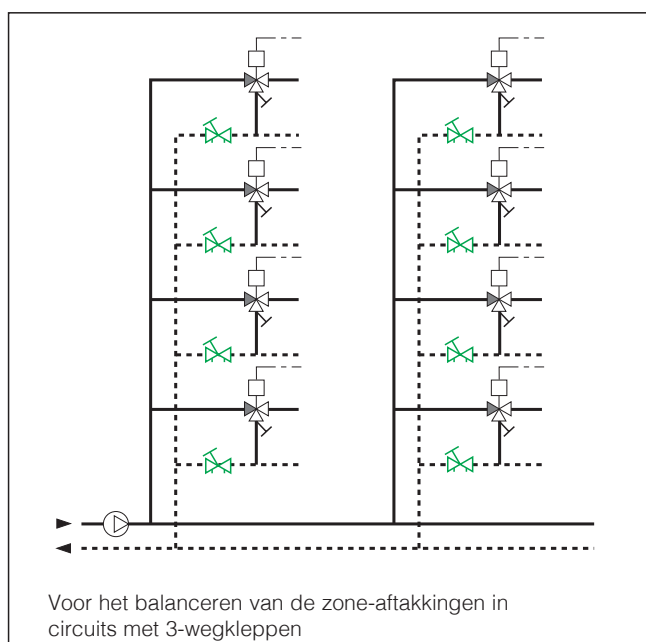 Voor het balanceren van de zone-aftakkingen in
circuits met 3-wegkleppen